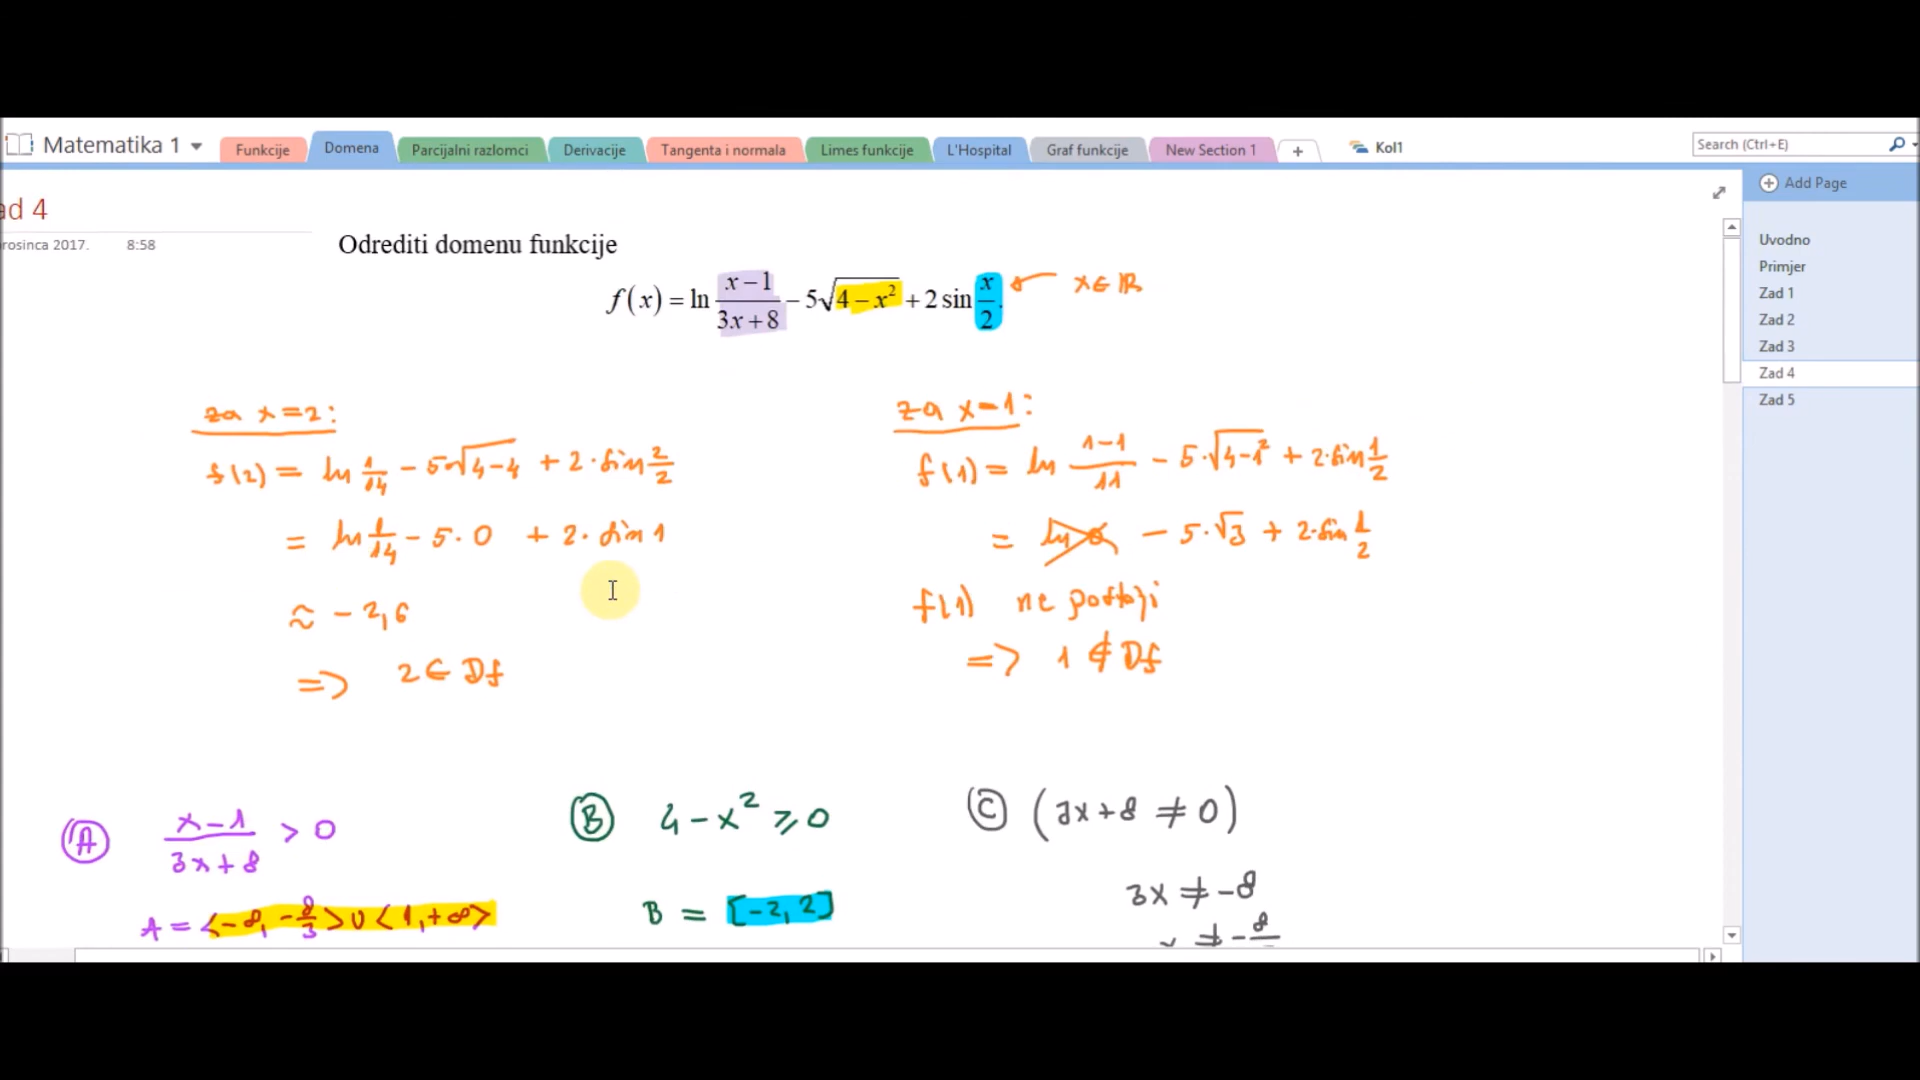 Matematika 1
Funkcije
Domena
Parcijalni razlomci
Derivacije
Tangenta i normala
Limes funkcije
L'Hospital
Graf funkcije
New Section 1
+
Kol1
Search (Ctrl+E)
Add Page
Uvodno
Primjer
Zad 1
Zad 2
Zad 3
Zad 4
Zad 5
ad 4
rosinca 2017. 8:58
Odrediti domenu funkcije
f(x) = ln (x-1)/(3x+8) - 5√(4-x²) + 2 sin x/2. ← x∈ℝ
za x=2:
f(2) = ln 1/14 - 5√(4-4) + 2·sin 2/2
= ln 1/14 - 5·0 + 2·sin 1
≈ -2,6
=> 2 ∈ Df
za x=1:
f(1) = ln (1-1)/11 - 5·√(4-1²) + 2·sin 1/2
= ln 0 - 5·√3 + 2·sin 1/2
f(1) ne postoji
=> 1 ∉ Df
A (x-1)/(3x+8) > 0
A = <-∞, -8/3> ∪ <1, +∞>
B 4-x² ≥ 0
B = [-2, 2]
C (3x+8 ≠ 0)
3x ≠ -8